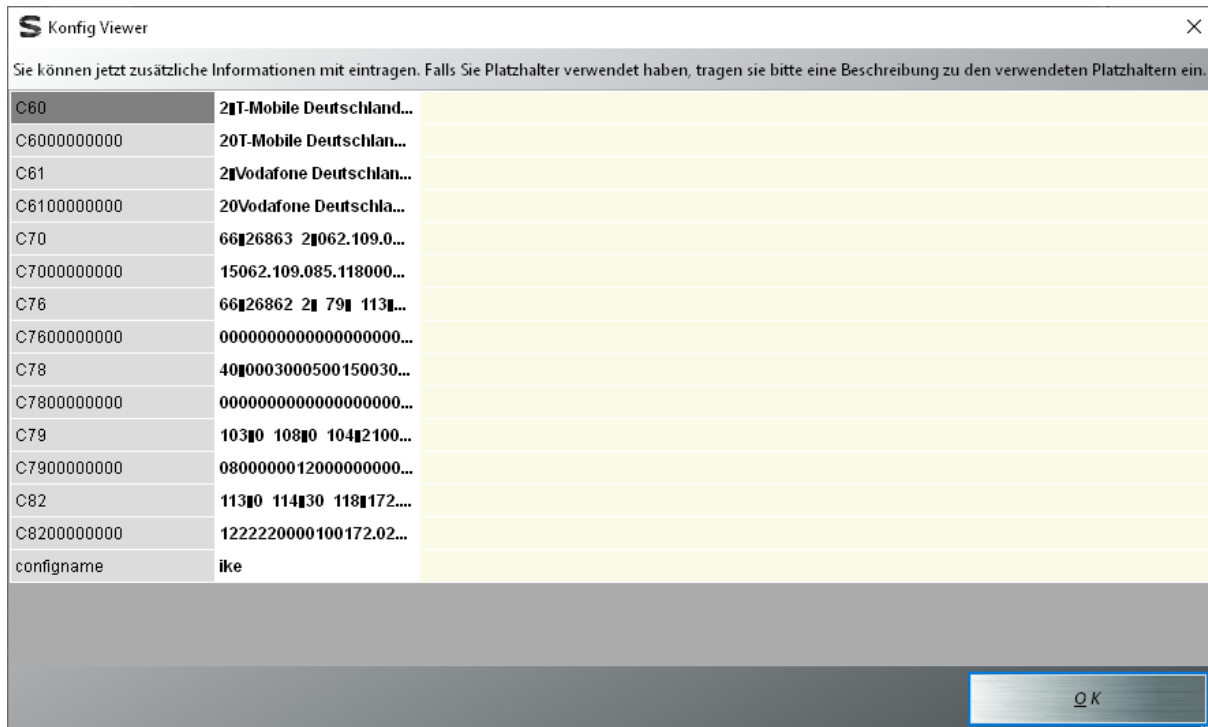 Konfig Viewer
Sie können jetzt zusätzliche Informationen mit eintragen. Falls Sie Platzhalter verwendet haben, tragen sie bitte eine Beschreibung zu den verwendeten Platzhaltern ein.
C60 2▮T-Mobile Deutschland...
C6000000000 20T-Mobile Deutschlan...
C61 2▮Vodafone Deutschlan...
C6100000000 20Vodafone Deutschla...
C70 66▮26863 2▮062.109.0...
C7000000000 15062.109.085.118000...
C76 66▮26862 2▮ 79▮ 113▮...
C7600000000 0000000000000000000...
C78 40▮0003000500150030...
C7800000000 0000000000000000000...
C79 103▮0 108▮0 104▮2100...
C7900000000 0800000012000000000...
C82 113▮0 114▮30 118▮172....
C8200000000 1222220000100172.02...
configname ike
O K